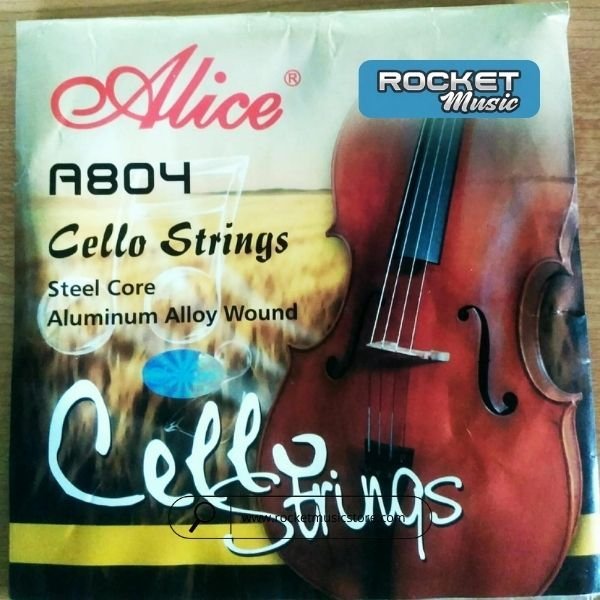 Alice®
ROCKET
Music
A804
Cello Strings
Steel Core
Aluminum Alloy Wound
Cello
Strings
www.rocketmusicstore.com